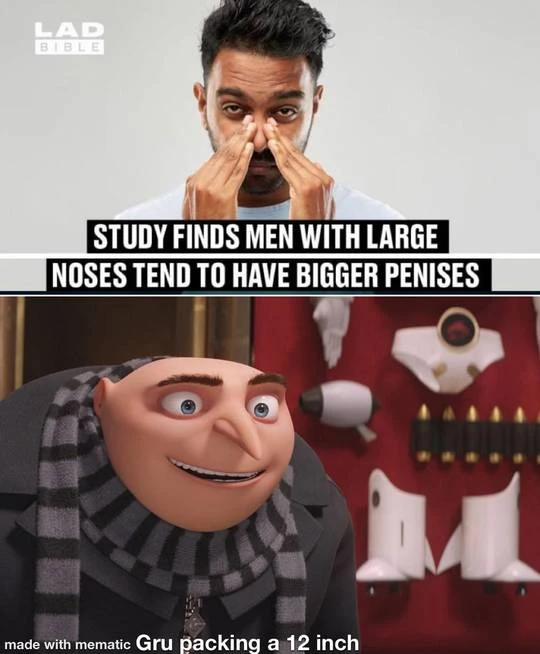 LAD
BIBLE
STUDY FINDS MEN WITH LARGE
NOSES TEND TO HAVE BIGGER PENISES
made with mematic Gru packing a 12 inch